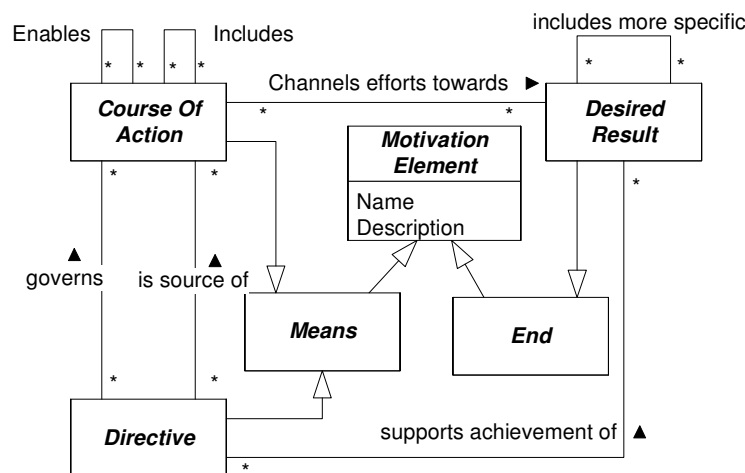 includes more specific
Enables
Includes
* * * *
* *
Channels efforts towards ►
Course Of
Action
*
*
Desired
Result
Motivation
Element
Name
Description
* *
*
▲ ▲
governs
is source of
Means
End
* *
Directive
supports achievement of ▲
*